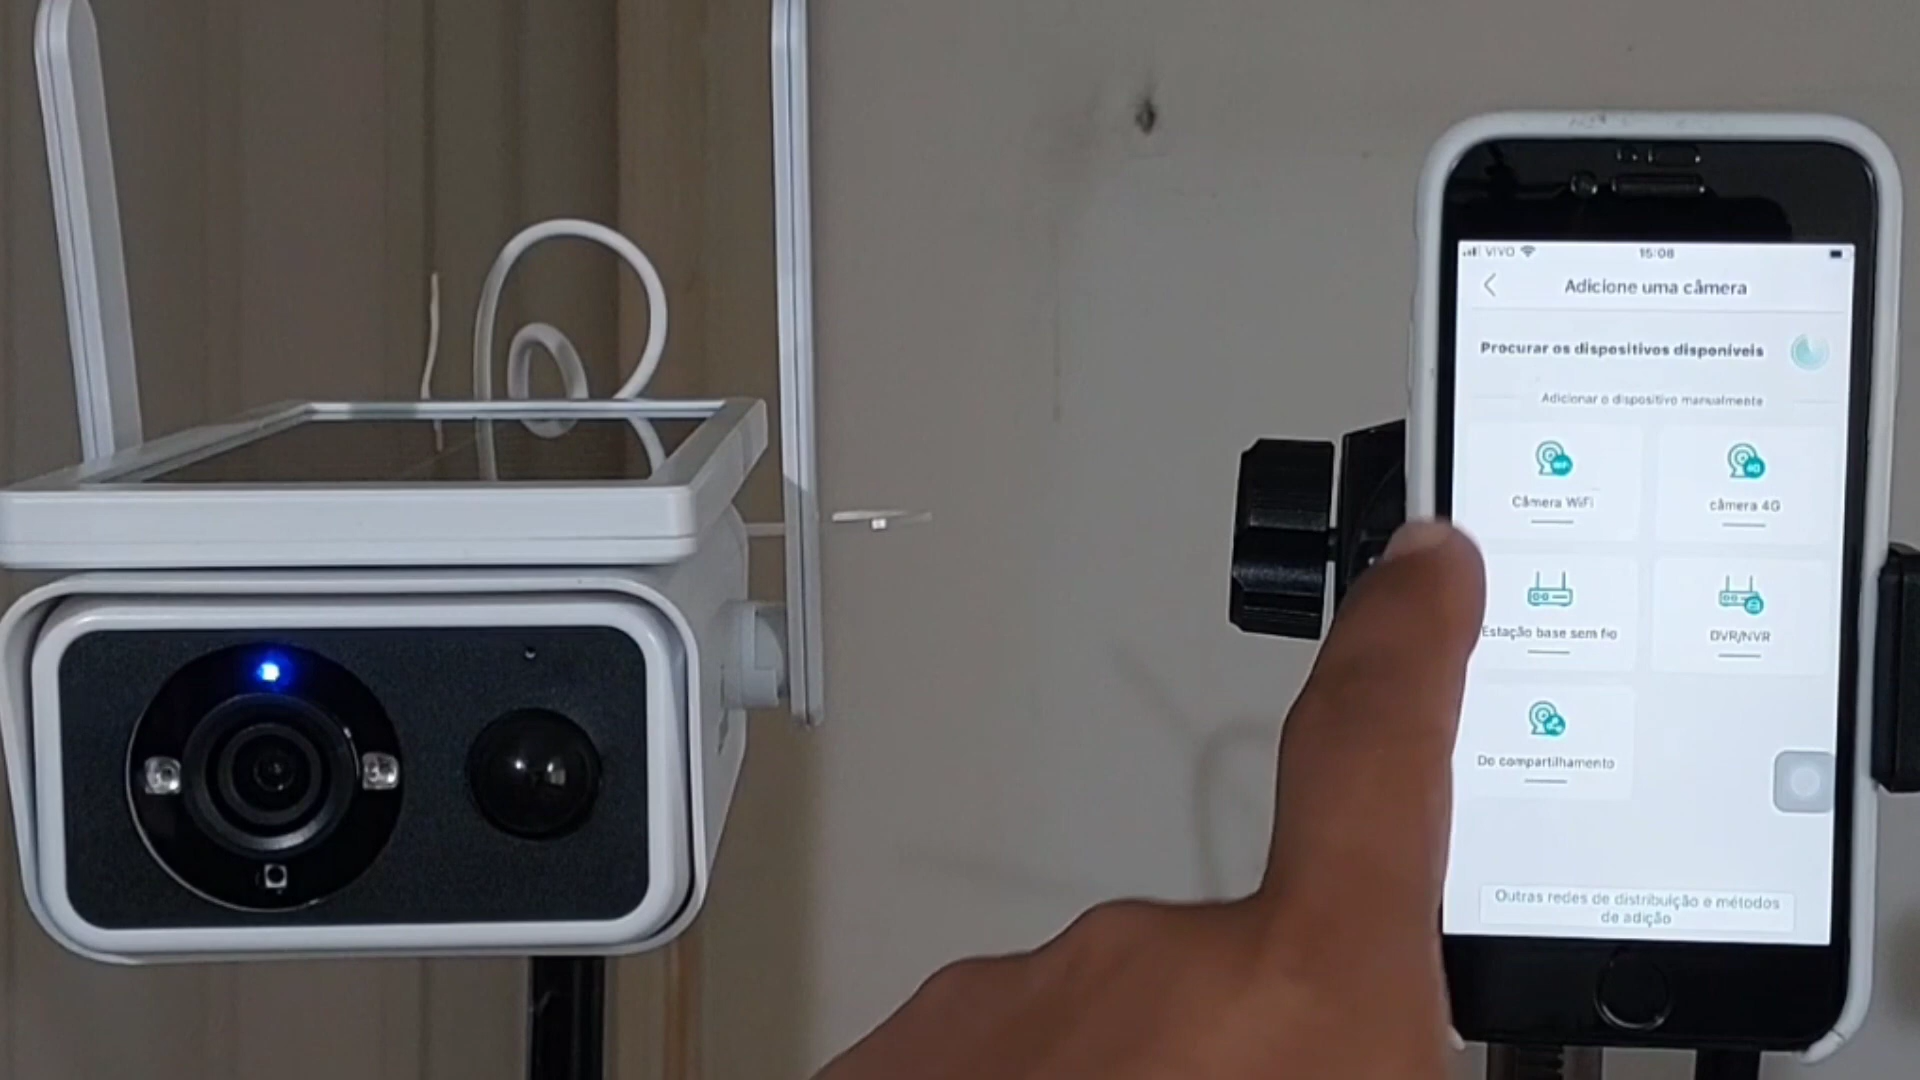 VIVO 15:08
Adicione uma câmera
Procurar os dispositivos disponíveis
Adicionar o dispositivo manualmente
Câmera WiFi
câmera 4G
Estação base sem fio
DVR/NVR
Do compartilhamento
Outras redes de distribuição e métodos
de adição